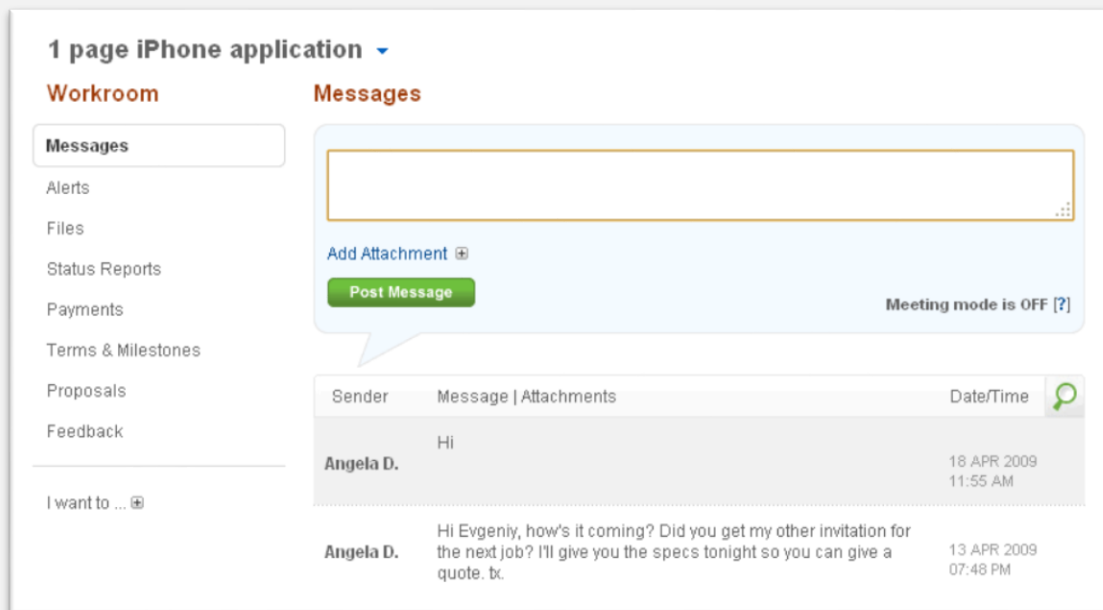 1 page iPhone application
Workroom
Messages
Alerts
Files
Status Reports
Payments
Terms & Milestones
Proposals
Feedback
I want to ...
Messages
Add Attachment
Post Message
Meeting mode is OFF [?]
Sender Message | Attachments Date/Time
Hi
Angela D.
18 APR 2009
11:55 AM
Hi Evgeniy, how's it coming? Did you get my other invitation for
the next job? I'll give you the specs tonight so you can give a
quote. tx.
Angela D.
13 APR 2009
07:48 PM